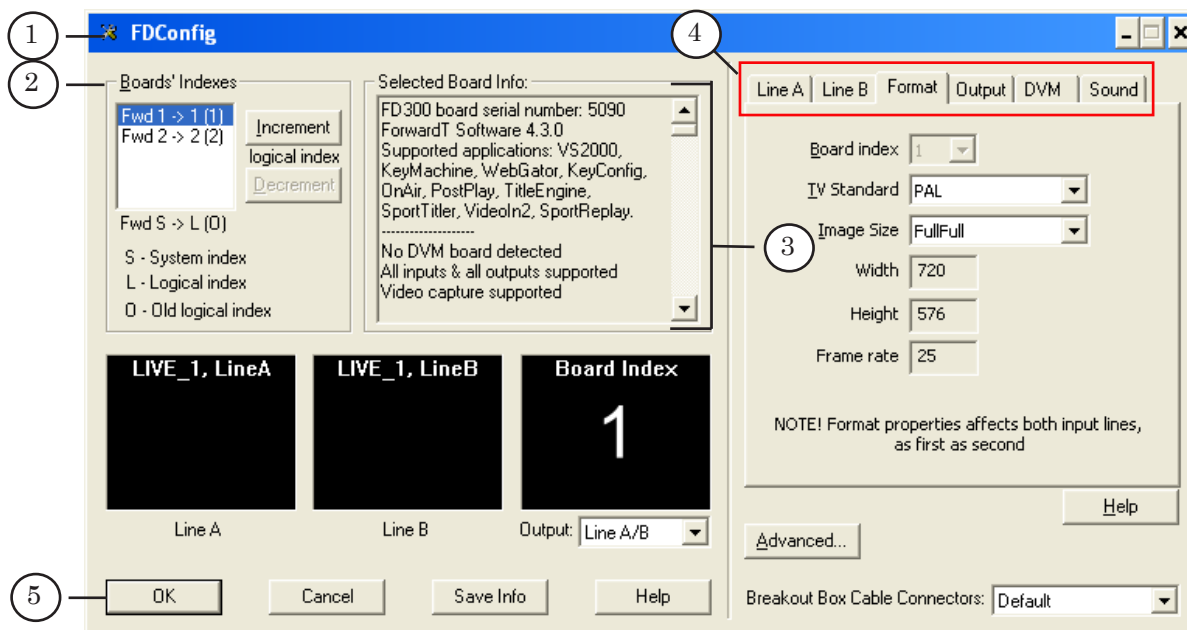 1
FDConfig
2
Boards' Indexes
Fwd 1 -> 1 (1)
Fwd 2 -> 2 (2)
Increment
logical index
Decrement
Fwd S -> L (O)
S - System index
L - Logical index
O - Old logical index
Selected Board Info:
FD300 board serial number: 5090
ForwardT Software 4.3.0
Supported applications: VS2000,
KeyMachine, WebGator, KeyConfig,
OnAir, PostPlay, TitleEngine,
SportTitler, VideoIn2, SportReplay.
--------------------
No DVM board detected
All inputs & all outputs supported
Video capture supported
3
4
Line A Line B Format Output DVM Sound
Board index 1
TV Standard PAL
Image Size FullFull
Width 720
Height 576
Frame rate 25
NOTE! Format properties affects both input lines,
as first as second
Help
LIVE_1, LineA
LIVE_1, LineB
Board Index
1
Line A
Line B
Output: Line A/B
Advanced...
5
OK Cancel Save Info Help
Breakout Box Cable Connectors: Default